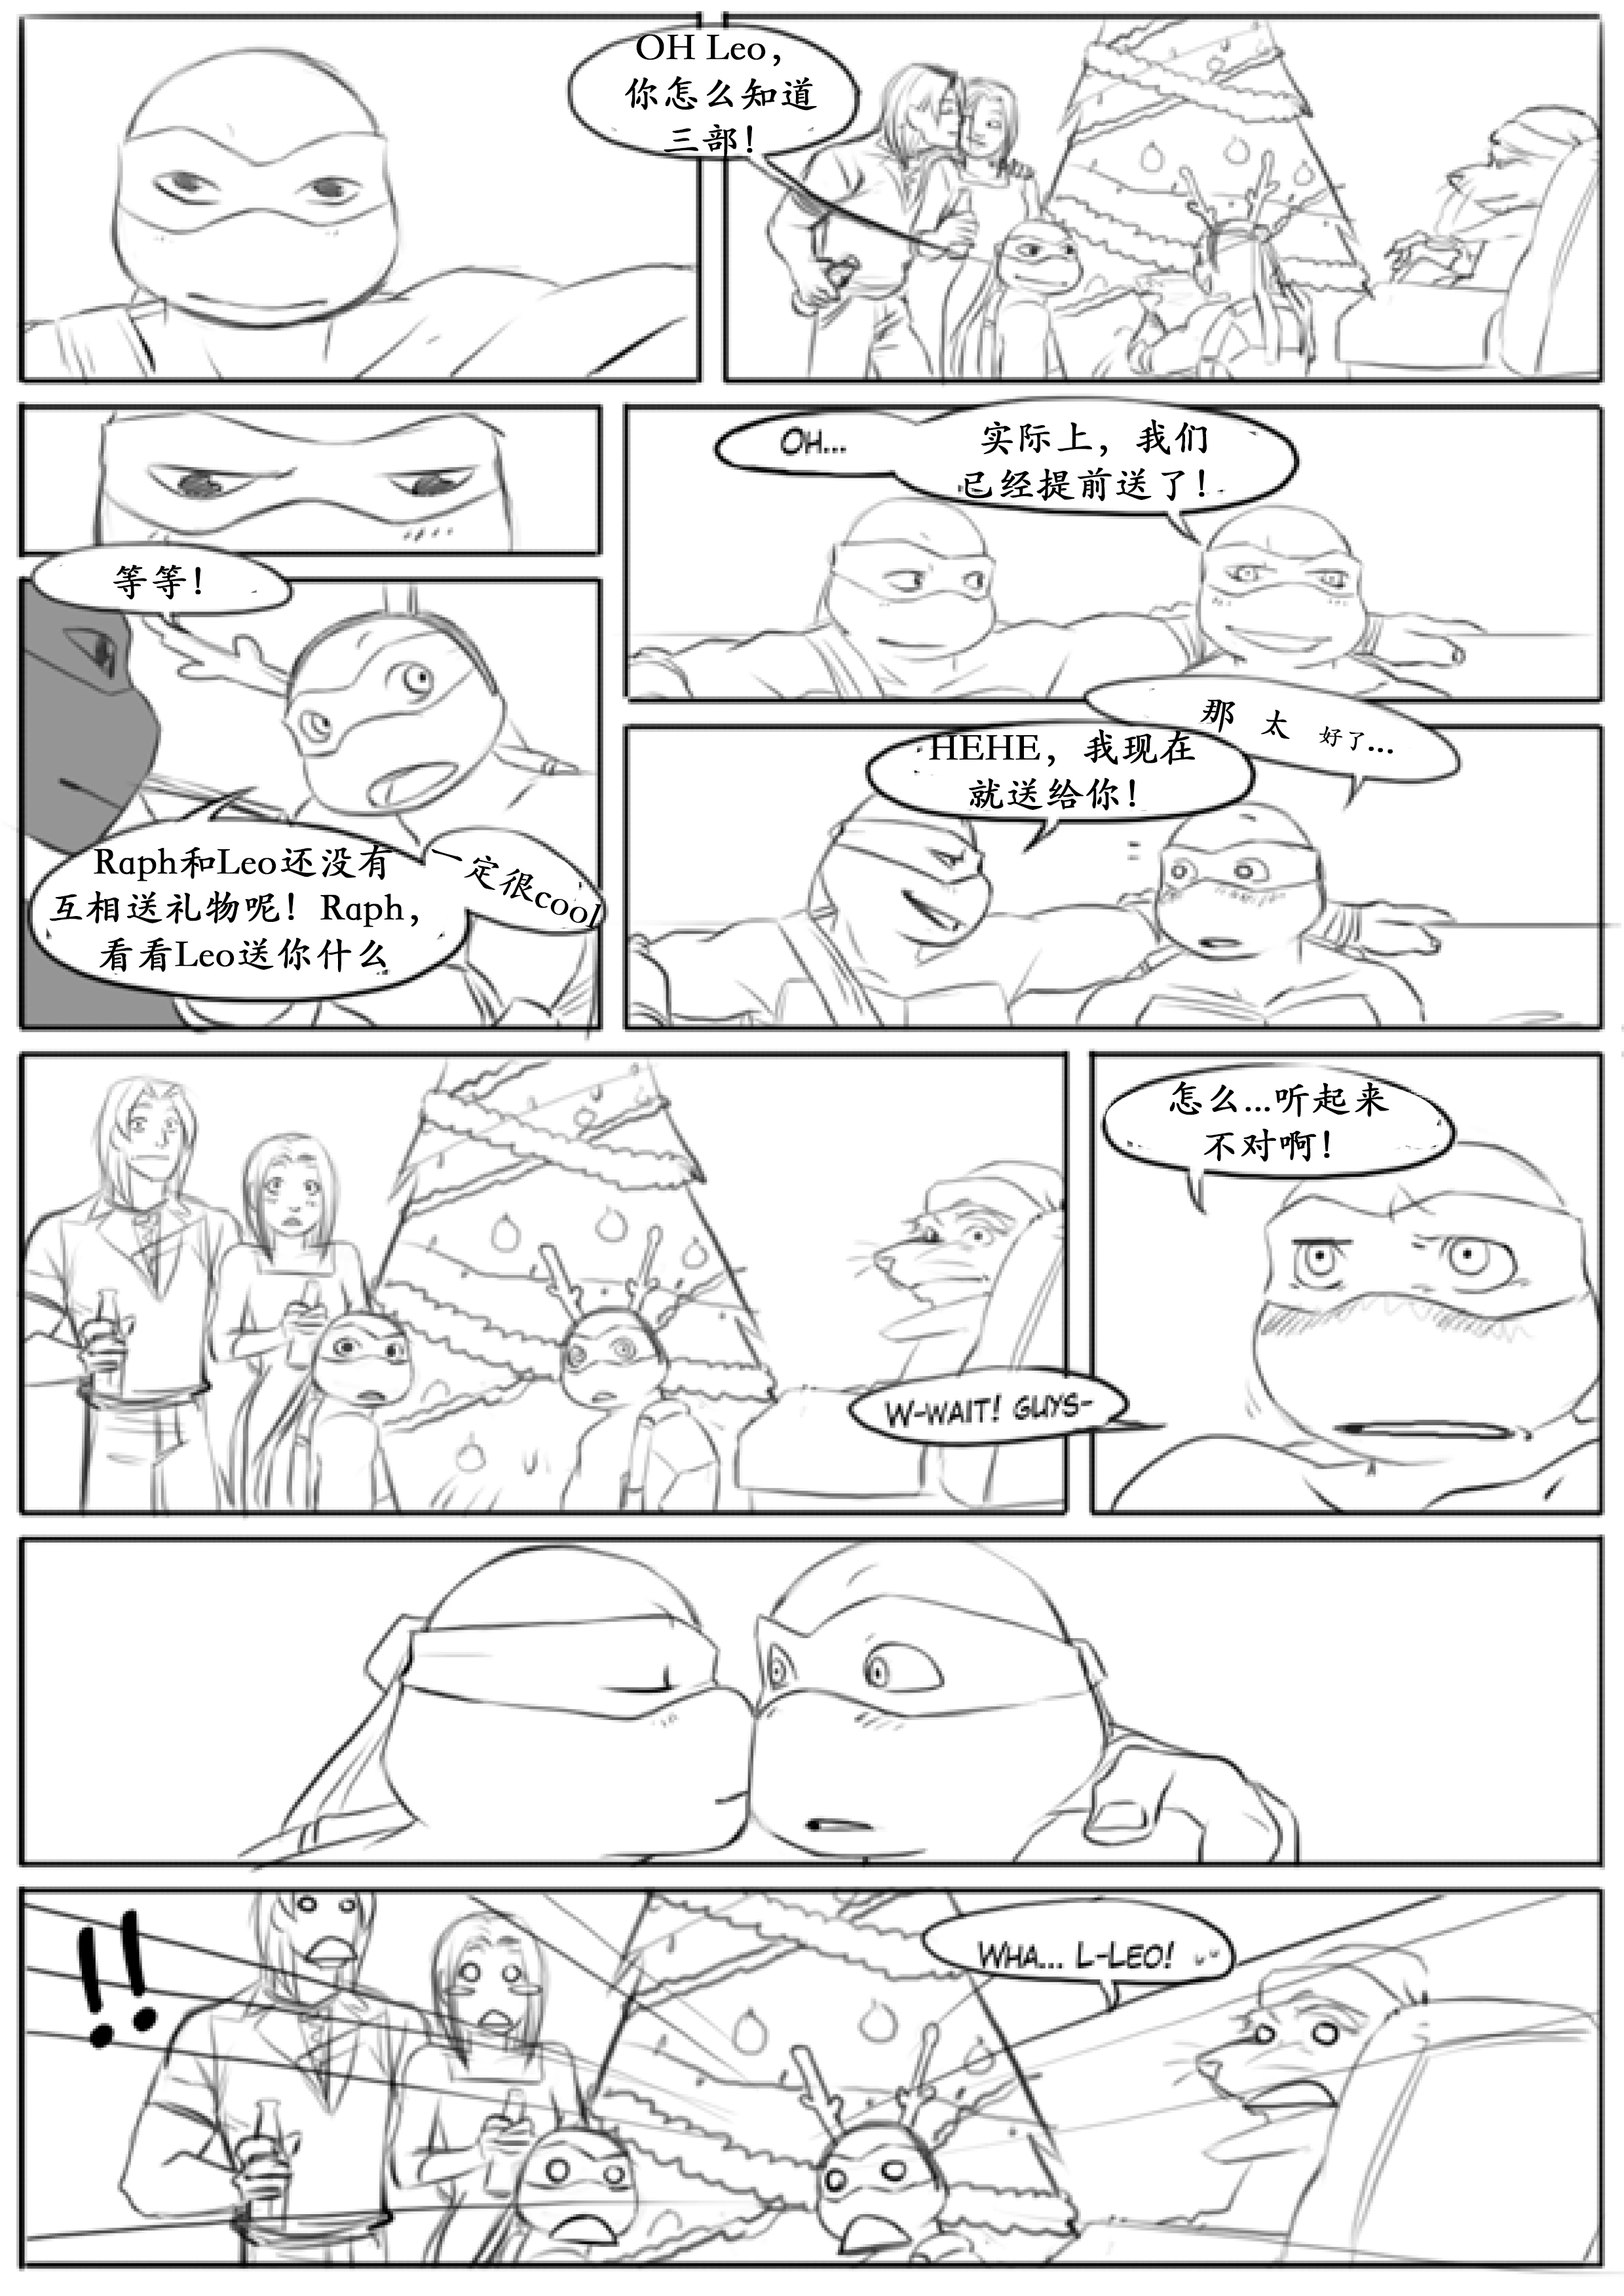 OH Leo，
你怎么知道
三部！
等等！
Raph和Leo还没有
互相送礼物呢！Raph，
看看Leo送你什么
一定很cool
OH...
实际上，我们
已经提前送了！
那 太 好了...
HEHE，我现在
就送给你！
怎么...听起来
不对啊！
W-WAIT! GUYS-
!!
WHA... L-LEO!